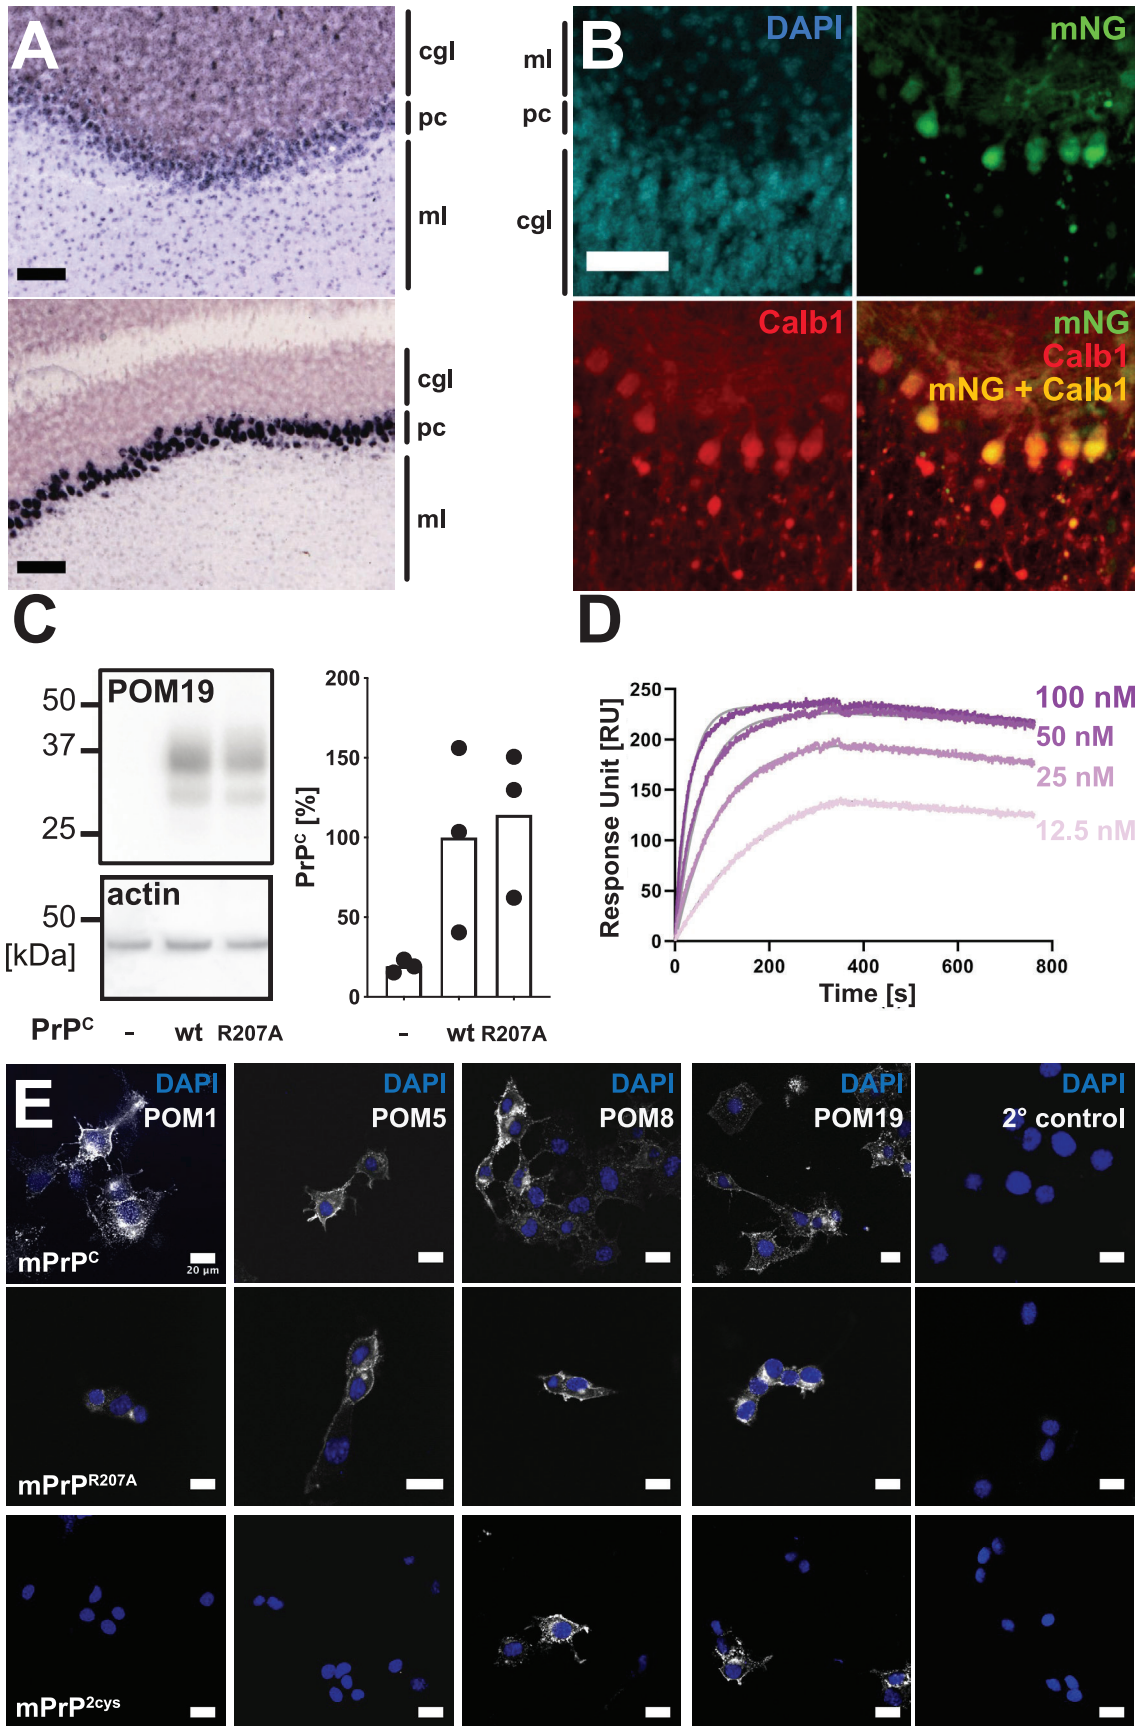 A
cgl
pc
ml
cgl
pc
ml
B
ml
pc
cgl
DAPI
mNG
Calb1
mNG
Calb1
mNG + Calb1
C
POM19
50
37
25
actin
50
[kDa]
PrPᶜ - wt R207A
PrPᶜ [%]
200
150
100
50
0
- wt R207A
D
Response Unit [RU]
250
200
150
100
50
0
0 200 400 600 800
Time [s]
100 nM
50 nM
25 nM
12.5 nM
E
DAPI
POM1
mPrPᶜ
20 µm
DAPI
POM5
DAPI
POM8
DAPI
POM19
DAPI
2° control
mPrP^R207A
mPrP^2cys